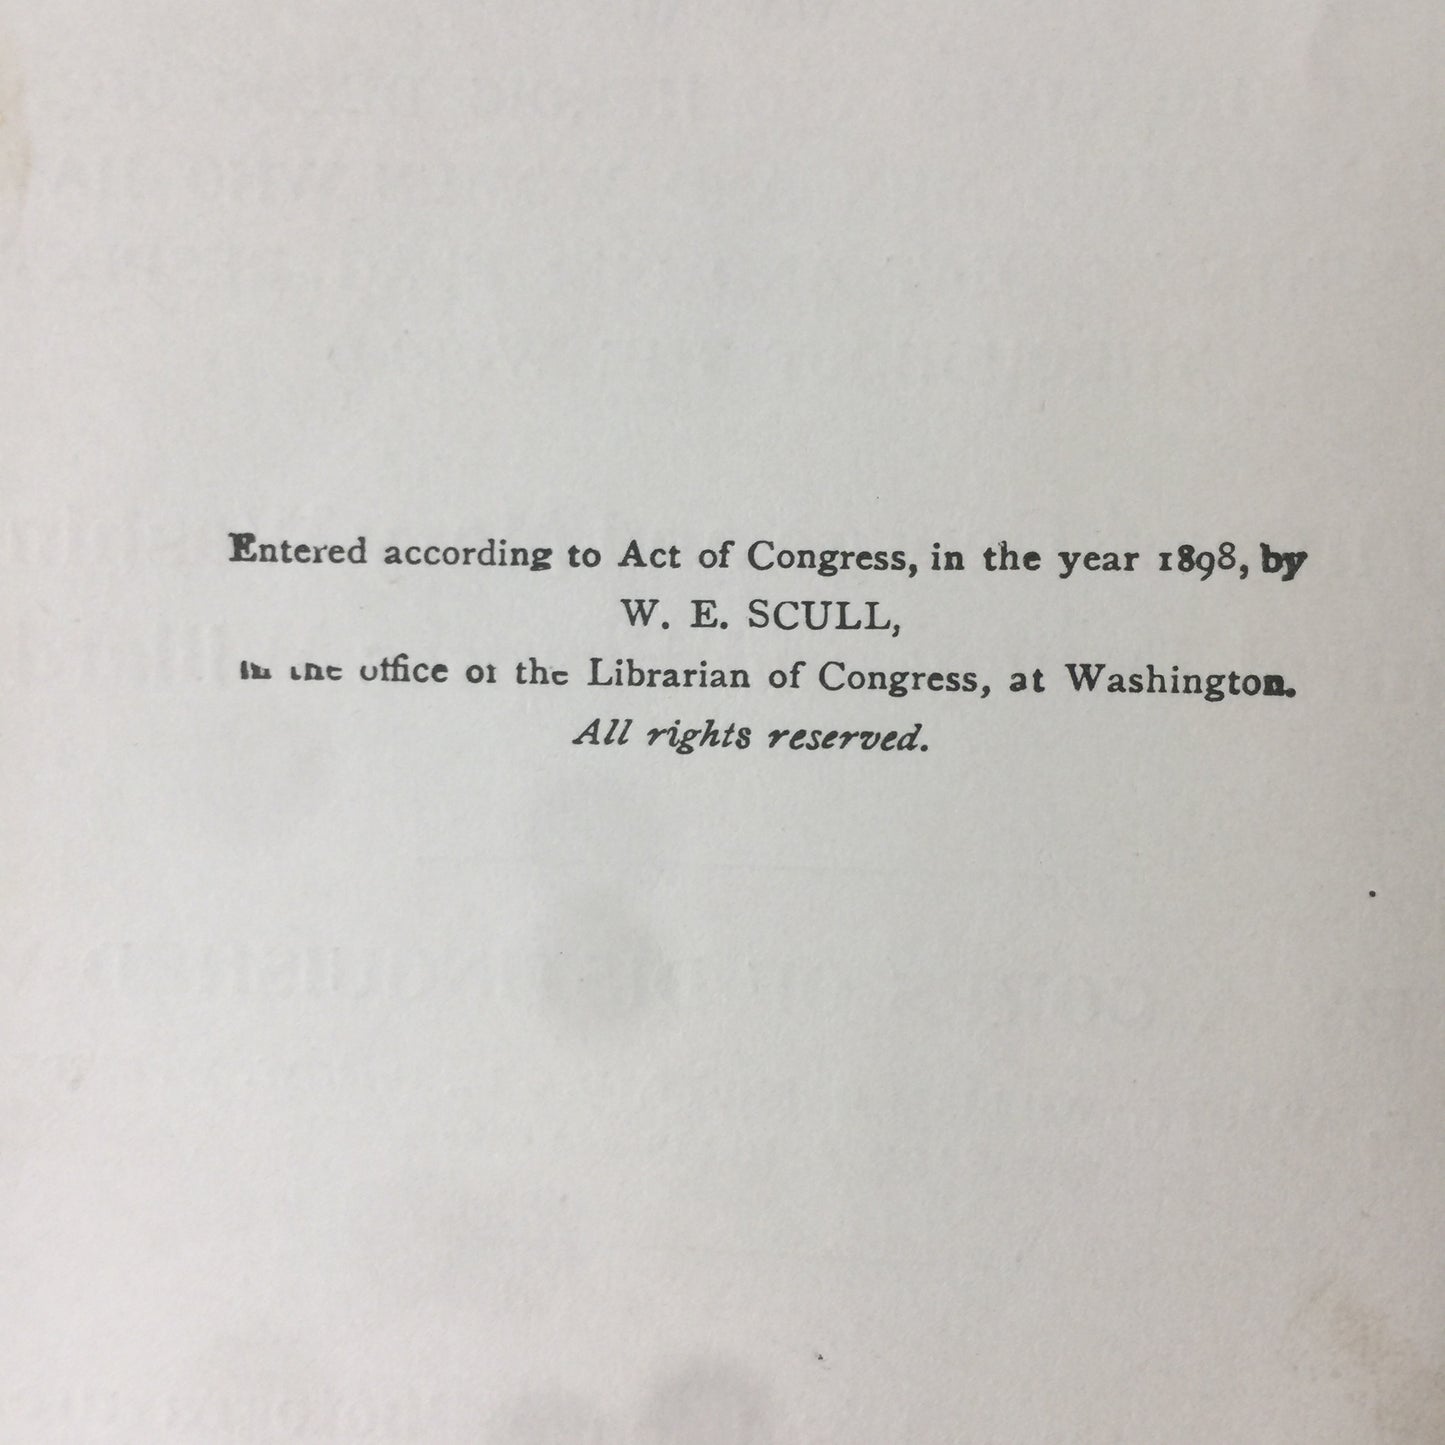 Entered according to Act of Congress, in the year 1898, by
W. E. SCULL,
in the office of the Librarian of Congress, at Washington.
All rights reserved.